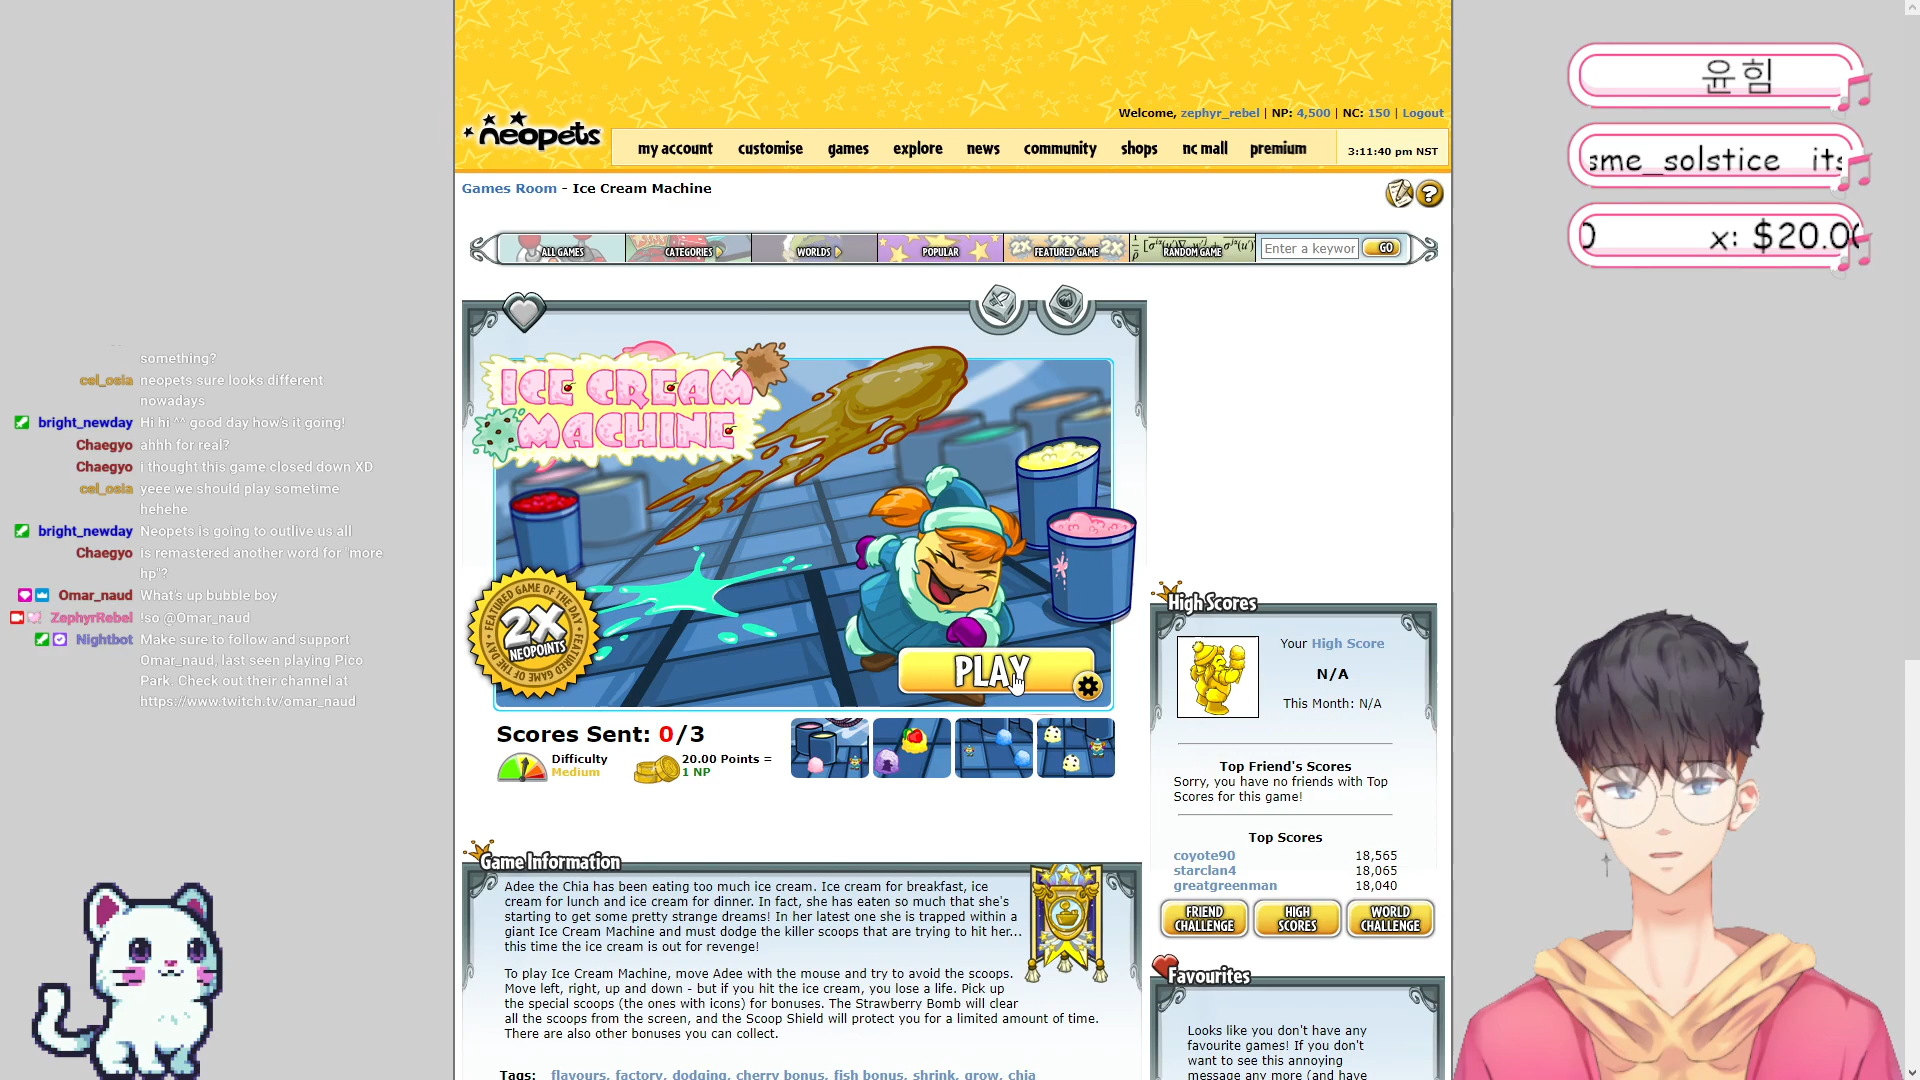 Welcome, zephyr_rebel | NP: 4,500 | NC: 150 | Logout
neopets
my account customise games explore news community shops nc mall premium 3:11:40 pm NST
Games Room - Ice Cream Machine
ALL GAMES CATEGORIES WORLDS POPULAR FEATURED GAME RANDOM GAME Enter a keywor GO
ICE CREAM
MACHINE
FEATURED GAME OF THE DAY
2X
NEOPOINTS
PLAY
Scores Sent: 0/3
Difficulty
Medium
20.00 Points =
1 NP
Game Information
Adee the Chia has been eating too much ice cream. Ice cream for breakfast, ice
cream for lunch and ice cream for dinner. In fact, she has eaten so much that she's
starting to get some pretty strange dreams! In her latest one she is trapped within a
giant Ice Cream Machine and must dodge the killer scoops that are trying to hit her...
this time the ice cream is out for revenge!
To play Ice Cream Machine, move Adee with the mouse and try to avoid the scoops.
Move left, right, up and down - but if you hit the ice cream, you lose a life. Pick up
the special scoops (the ones with icons) for bonuses. The Strawberry Bomb will clear
all the scoops from the screen, and the Scoop Shield will protect you for a limited amount of time.
There are also other bonuses you can collect.
Tags: flavours, factory, dodging, cherry bonus, fish bonus, shrink, grow, chia
High Scores
Your High Score
N/A
This Month: N/A
Top Friend's Scores
Sorry, you have no friends with Top
Scores for this game!
Top Scores
coyote90 18,565
starclan4 18,065
greatgreenman 18,040
FRIEND CHALLENGE
HIGH SCORES
WORLD CHALLENGE
Favourites
Looks like you don't have any
favourite games! If you don't
want to see this annoying
message any more (and have
something?
cel_osia neopets sure looks different
nowadays
bright_newday Hi hi ^^ good day how's it going!
Chaegyo ahhh for real?
Chaegyo i thought this game closed down XD
cel_osia yeee we should play sometime
hehehe
bright_newday Neopets is going to outlive us all
Chaegyo is remastered another word for "more
hp"?
Omar_naud What's up bubble boy
ZephyrRebel !so @Omar_naud
Nightbot Make sure to follow and support
Omar_naud, last seen playing Pico
Park. Check out their channel at
https://www.twitch.tv/omar_naud
윤힘
sme_solstice its
x: $20.0